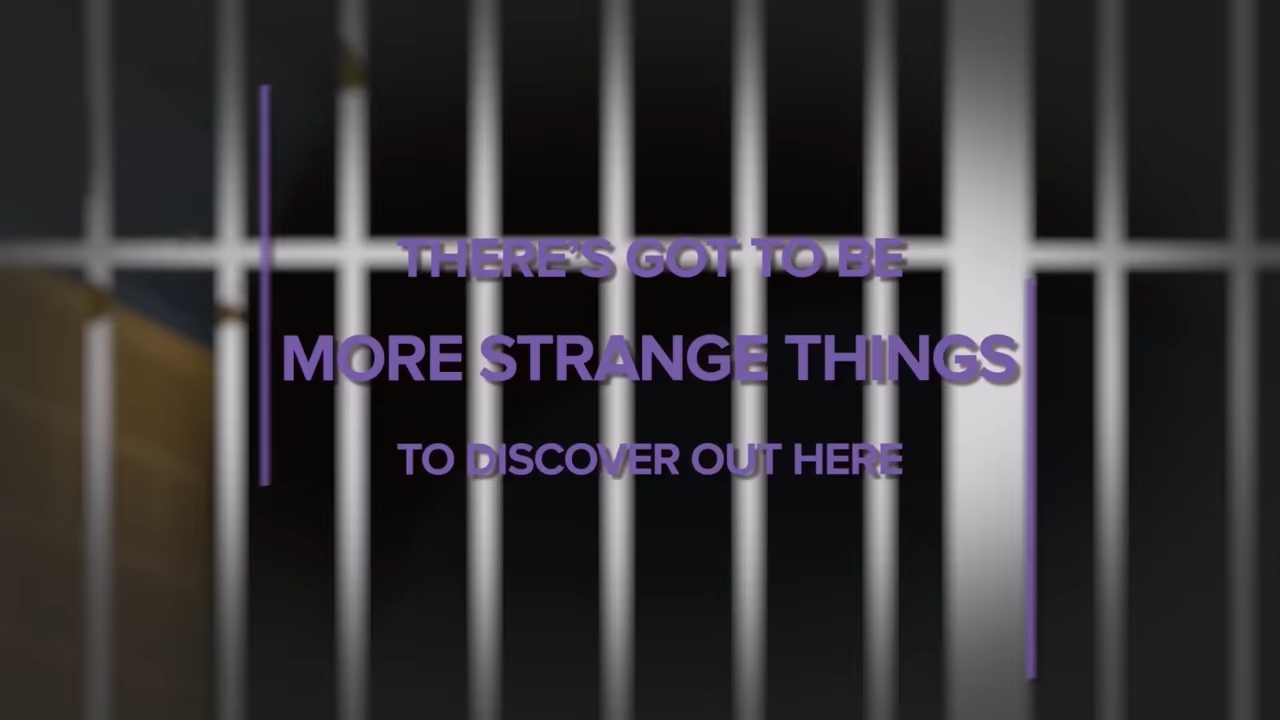 THERE'S GOT TO BE
MORE STRANGE THINGS
TO DISCOVER OUT HERE